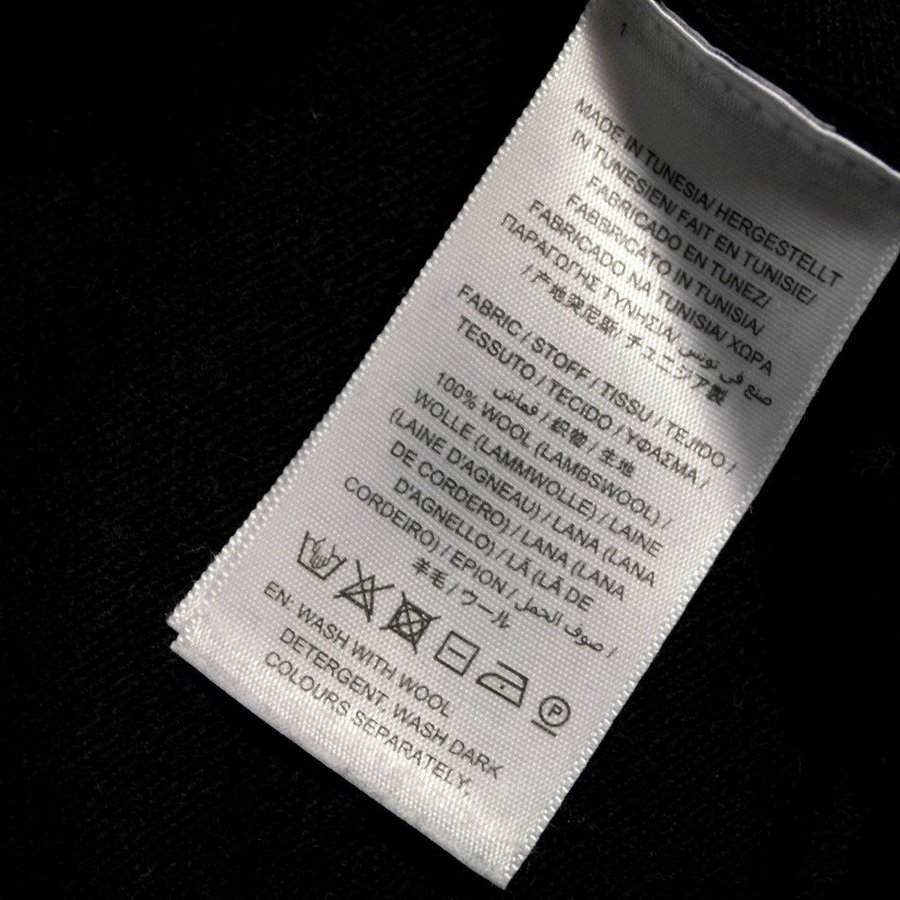 1
MADE IN TUNESIA/ HERGESTELLT
IN TUNESIEN/ FAIT EN TUNISIE/
FABRICADO EN TUNEZ/
FABBRICATO IN TUNISIA/
FABRICADO NA TUNISIA/ ΧΩΡΑ
ΠΑΡΑΓΟΓΗΣ ΤΥΝΗΣΙΑ/ صنع في تونس
/产地突尼斯/ チュニジア製
FABRIC / STOFF / TISSU / TEJIDO /
TESSUTO / TECIDO / ΥΦΑΣΜΑ /
قماش / 织物 / 生地
100% WOOL (LAMBSWOOL) /
WOLLE (LAMMWOLLE) / LAINE
(LAINE D'AGNEAU) / LANA (LANA
DE CORDERO) / LANA (LANA
D'AGNELLO) / LÃ (LÃ DE
CORDEIRO) / ΕΡΙΟΝ / صوف الحمل /
羊毛 / ウール
P
EN: WASH WITH WOOL
DETERGENT, WASH DARK
COLOURS SEPARATELY,